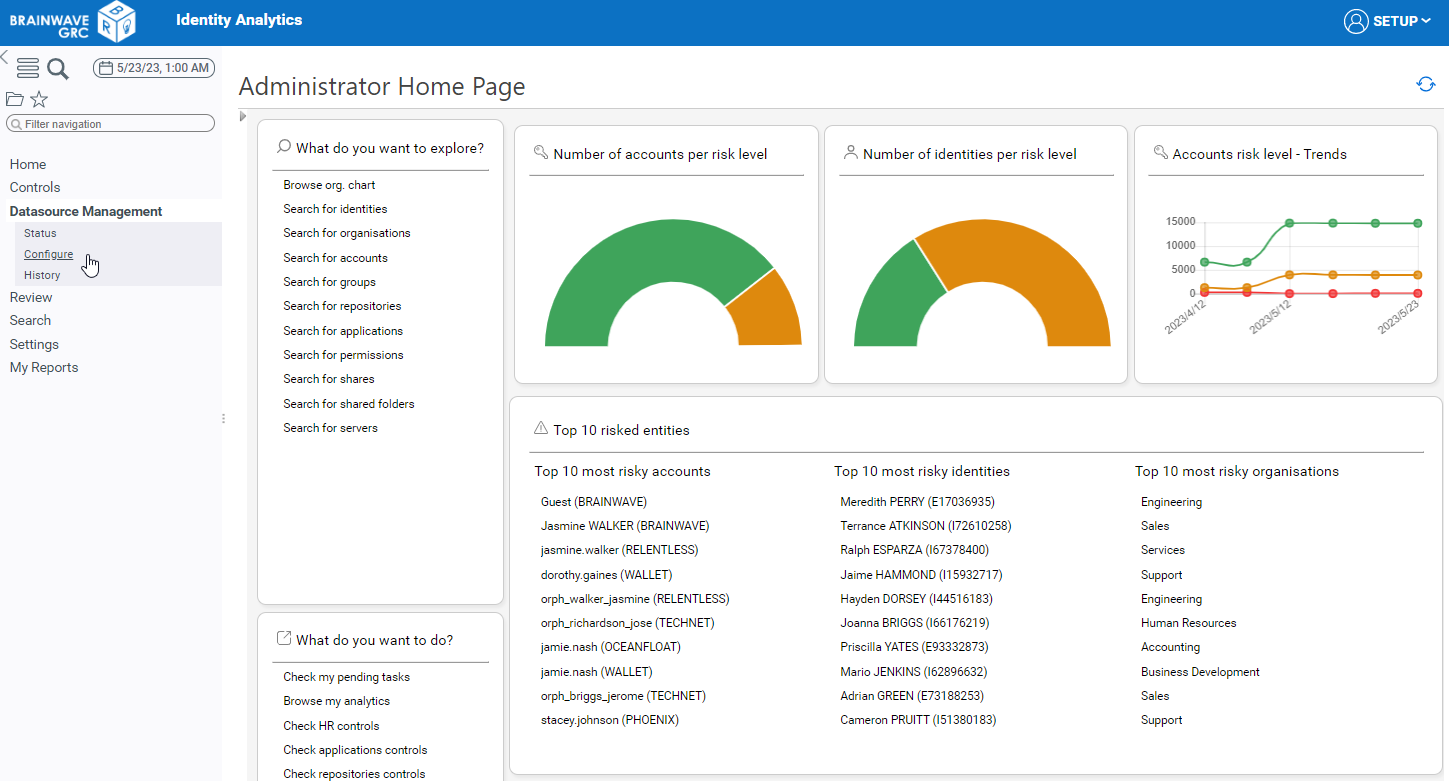 BRAINWAVE
GRC
B
R
Identity Analytics
SETUP
5/23/23, 1:00 AM
Filter navigation
Home
Controls
Datasource Management
Status
Configure
History
Review
Search
Settings
My Reports
Administrator Home Page
What do you want to explore?
Browse org. chart
Search for identities
Search for organisations
Search for accounts
Search for groups
Search for repositories
Search for applications
Search for permissions
Search for shares
Search for shared folders
Search for servers
What do you want to do?
Check my pending tasks
Browse my analytics
Check HR controls
Check applications controls
Check repositories controls
Number of accounts per risk level
Number of identities per risk level
Accounts risk level - Trends
15000
10000
5000
0
2023/4/12
2023/5/12
2023/5/23
Top 10 risked entities
Top 10 most risky accounts
Guest (BRAINWAVE)
Jasmine WALKER (BRAINWAVE)
jasmine.walker (RELENTLESS)
dorothy.gaines (WALLET)
orph_walker_jasmine (RELENTLESS)
orph_richardson_jose (TECHNET)
jamie.nash (OCEANFLOAT)
jamie.nash (WALLET)
orph_briggs_jerome (TECHNET)
stacey.johnson (PHOENIX)
Top 10 most risky identities
Meredith PERRY (E17036935)
Terrance ATKINSON (I72610258)
Ralph ESPARZA (I67378400)
Jaime HAMMOND (I15932717)
Hayden DORSEY (I44516183)
Joanna BRIGGS (I66176219)
Priscilla YATES (E93332873)
Mario JENKINS (I62896632)
Adrian GREEN (E73188253)
Cameron PRUITT (I51380183)
Top 10 most risky organisations
Engineering
Sales
Services
Support
Engineering
Human Resources
Accounting
Business Development
Sales
Support